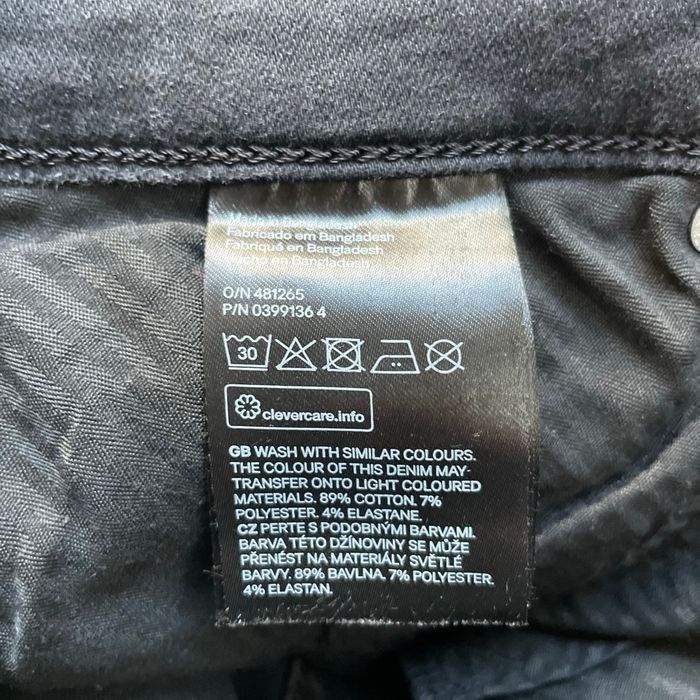 Made in Bangladesh
Fabricado em Bangladesh
Fabriqué en Bangladesh
Hecho en Bangladesh
O/N 481265
P/N 0399136 4
30
clevercare.info
GB WASH WITH SIMILAR COLOURS.
THE COLOUR OF THIS DENIM MAY-
TRANSFER ONTO LIGHT COLOURED
MATERIALS. 89% COTTON. 7%
POLYESTER. 4% ELASTANE.
CZ PERTE S PODOBNÝMI BARVAMI.
BARVA TÉTO DŽÍNOVINY SE MŮŽE
PŘENÉST NA MATERIÁLY SVĚTLÉ
BARVY. 89% BAVLNA. 7% POLYESTER.
4% ELASTAN.